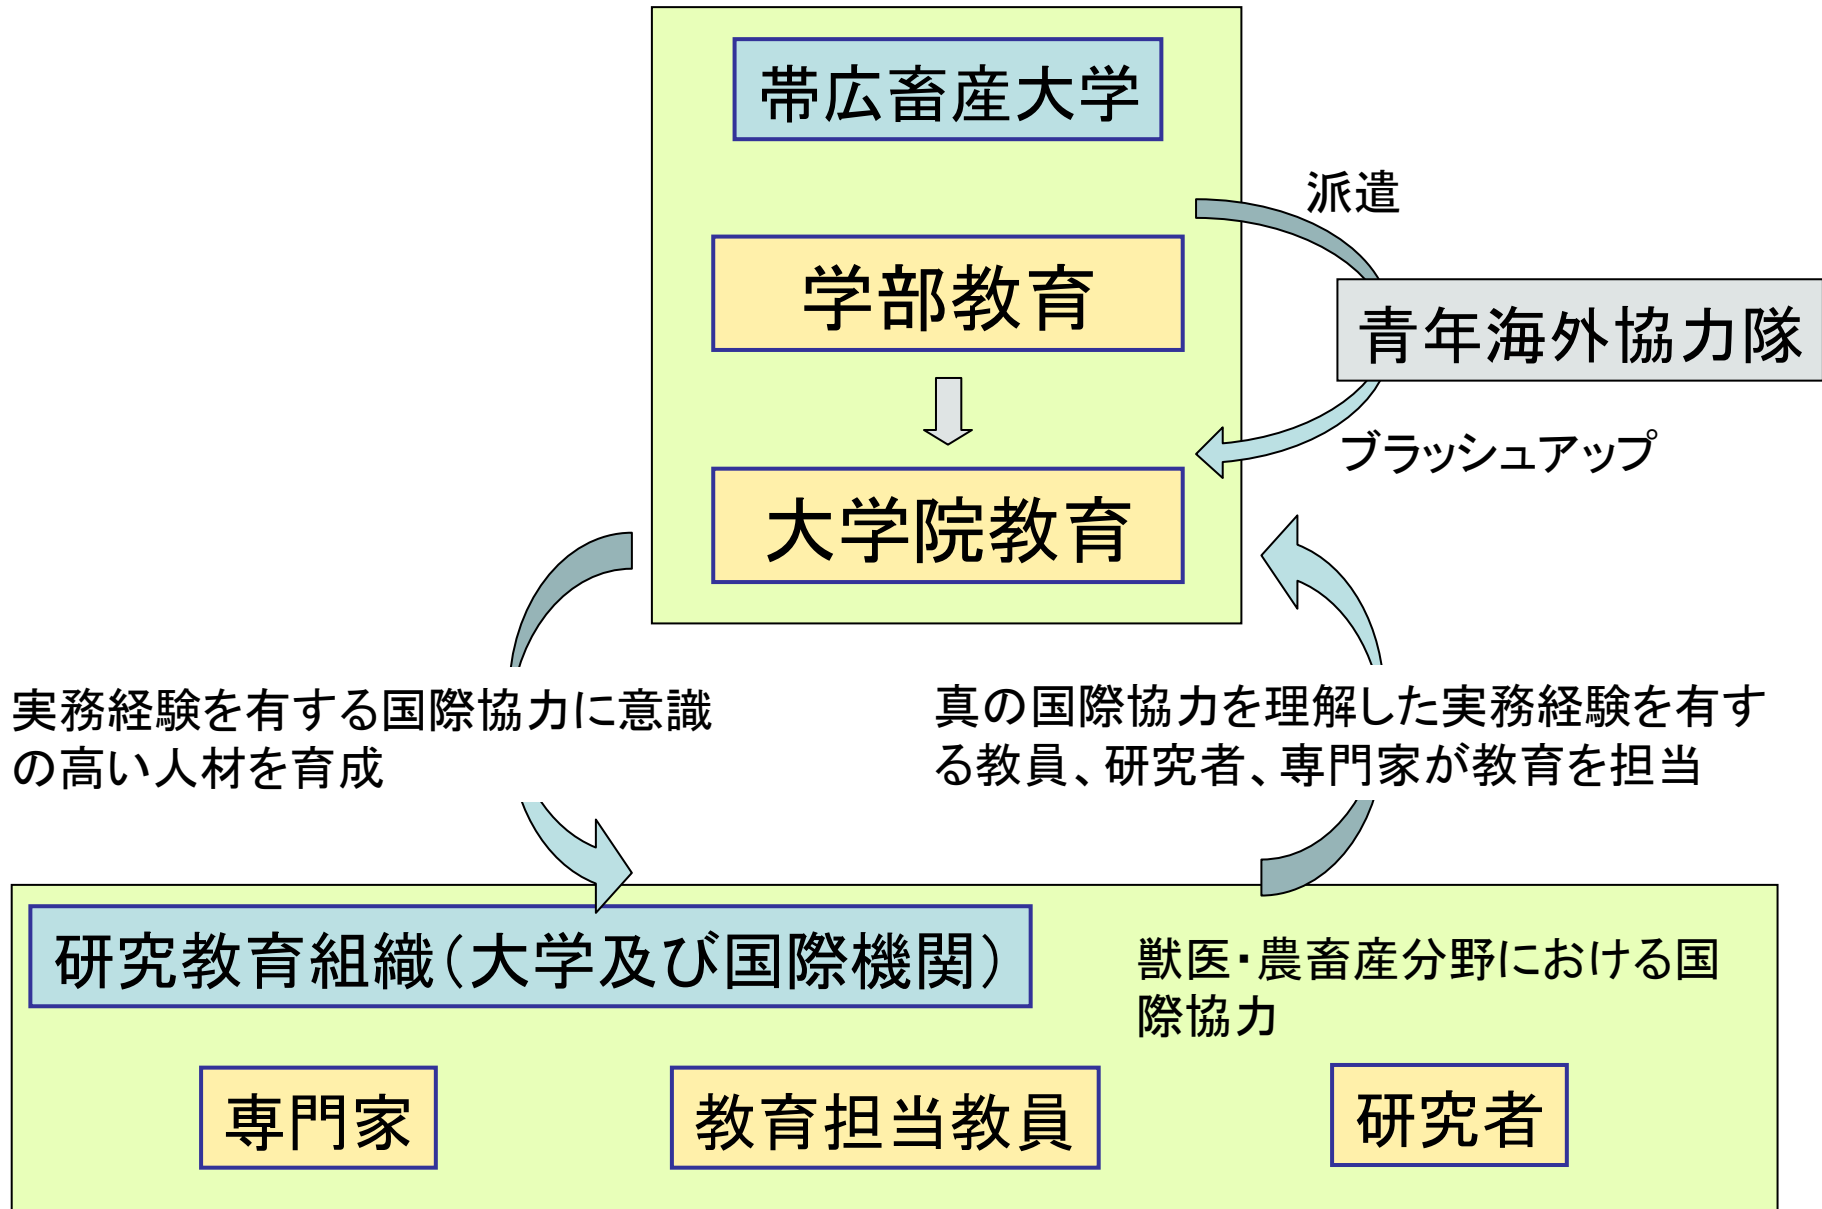 帯広畜産大学
派遣
学部教育
青年海外協力隊
ブラッシュアップ
大学院教育
実務経験を有する国際協力に意識
の高い人材を育成
真の国際協力を理解した実務経験を有す
る教員、研究者、専門家が教育を担当
研究教育組織（大学及び国際機関）
獣医・農畜産分野における国
際協力
専門家
教育担当教員
研究者